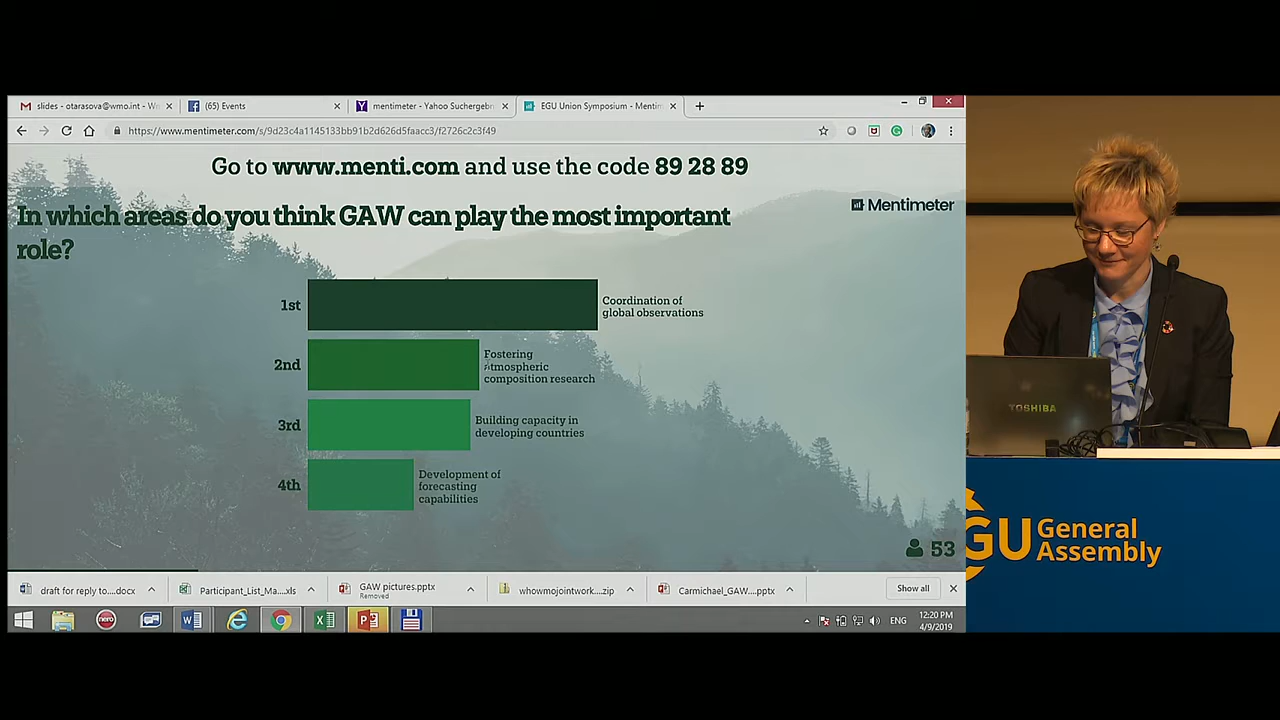 slides - otarasova@wmo.int - Wm
(65) Events
mentimeter - Yahoo Suchergebn
EGU Union Symposium - Mentim
https://www.mentimeter.com/s/9d23c4a1145133bb91b2d626d5faacc3/f2726c2c3f49
Go to www.menti.com and use the code 89 28 89
Mentimeter
In which areas do you think GAW can play the most important
role?
1st
Coordination of
global observations
2nd
Fostering
atmospheric
composition research
3rd
Building capacity in
developing countries
4th
Development of
forecasting
capabilities
53
draft for reply to....docx
Participant_List_Ma....xls
GAW pictures.pptx
Removed
whowmojointwork....zip
Carmichael_GAW....pptx
Show all
nero
ENG
12:20 PM
4/9/2019
TOSHIBA
GU General
Assembly